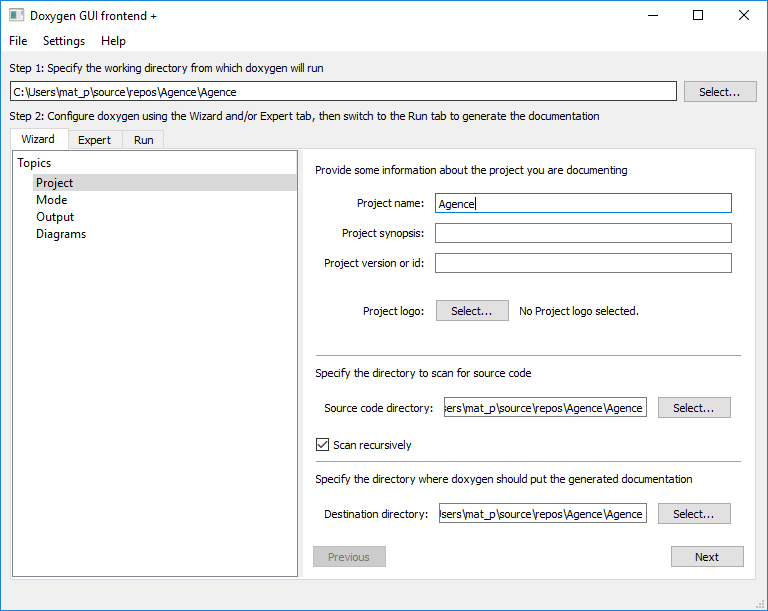 Doxygen GUI frontend +
File Settings Help
Step 1: Specify the working directory from which doxygen will run
C:\Users\mat_p\source\repos\Agence\Agence Select...
Step 2: Configure doxygen using the Wizard and/or Expert tab, then switch to the Run tab to generate the documentation
Wizard Expert Run
Topics
Project
Mode
Output
Diagrams
Provide some information about the project you are documenting
Project name: Agence
Project synopsis:
Project version or id:
Project logo: Select... No Project logo selected.
Specify the directory to scan for source code
Source code directory: sers\mat_p\source\repos\Agence\Agence Select...
Scan recursively
Specify the directory where doxygen should put the generated documentation
Destination directory: Jsers\mat_p\source\repos\Agence\Agence Select...
Previous Next